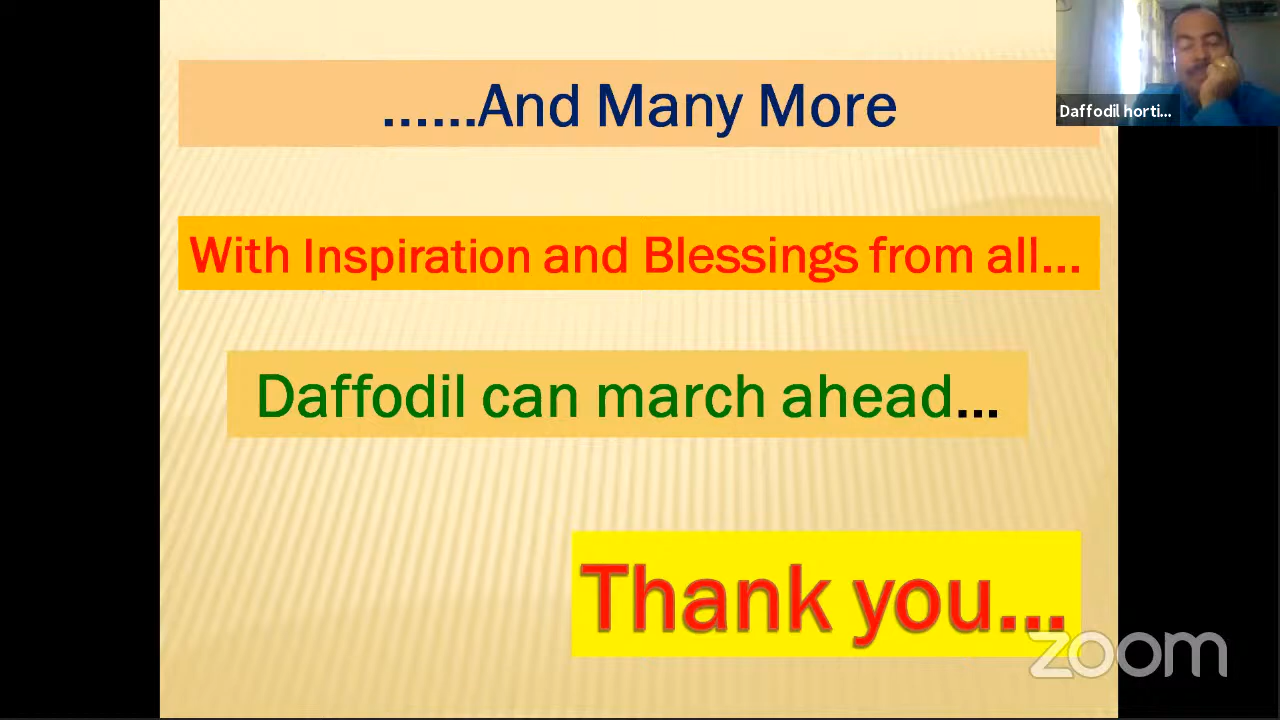 ......And Many More
Daffodil horti...
With Inspiration and Blessings from all...
Daffodil can march ahead...
Thank you...
zoom